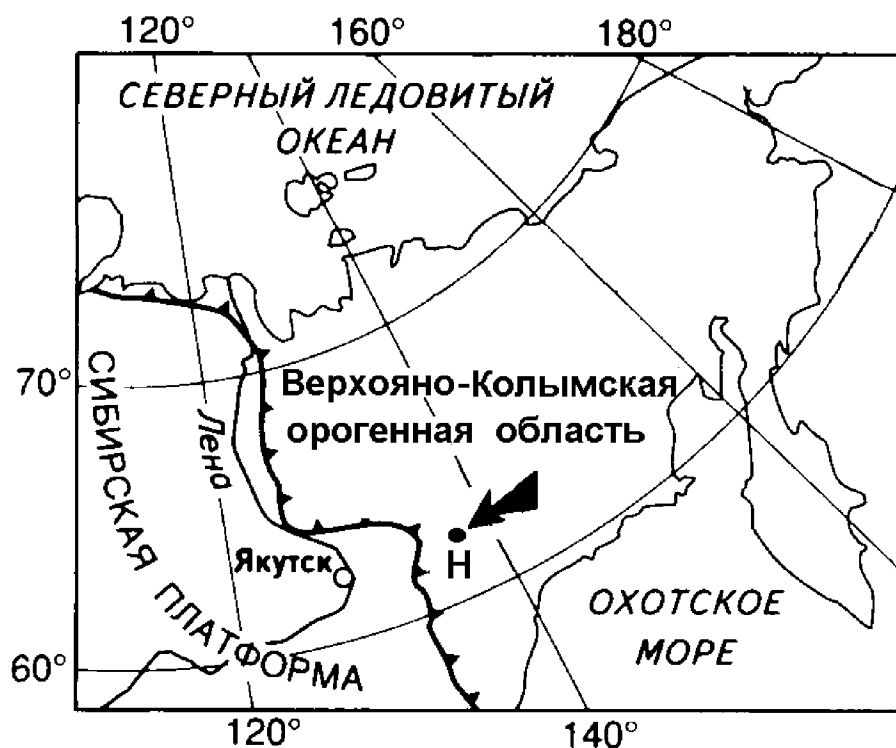 120°
160°
180°
СЕВЕРНЫЙ ЛЕДОВИТЫЙ
ОКЕАН
70°
СИБИРСКАЯ ПЛАТФОРМА
Лена
Верхояно-Колымская
орогенная область
Якутск
Н
ОХОТСКОЕ
МОРЕ
60°
120°
140°